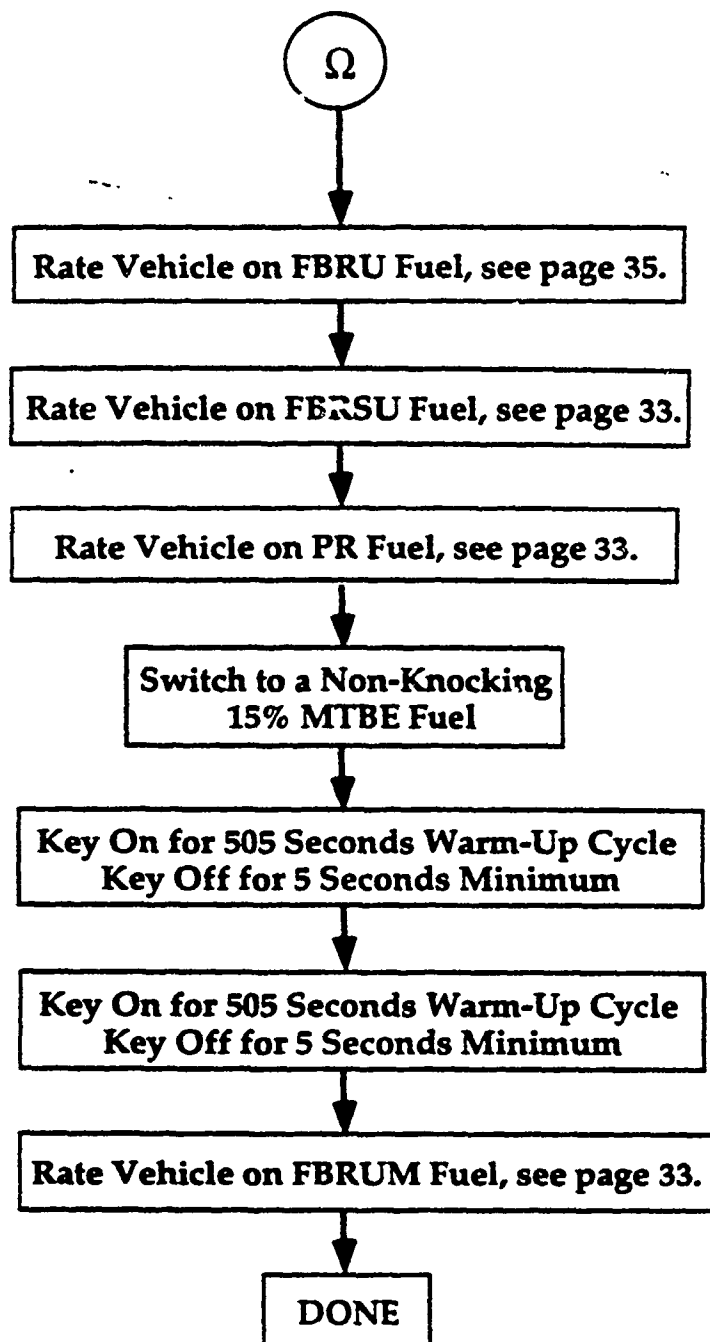 Ω
Rate Vehicle on FBRU Fuel, see page 35.
Rate Vehicle on FBRSU Fuel, see page 33.
Rate Vehicle on PR Fuel, see page 33.
Switch to a Non-Knocking
15% MTBE Fuel
Key On for 505 Seconds Warm-Up Cycle
Key Off for 5 Seconds Minimum
Key On for 505 Seconds Warm-Up Cycle
Key Off for 5 Seconds Minimum
Rate Vehicle on FBRUM Fuel, see page 33.
DONE